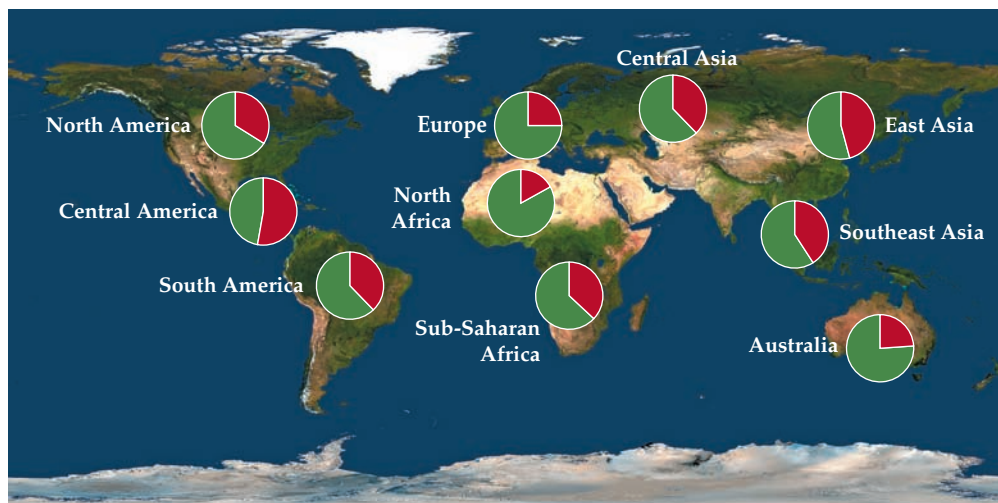 Central Asia
North America
Europe
East Asia
Central America
North
Africa
Southeast Asia
South America
Sub-Saharan
Africa
Australia